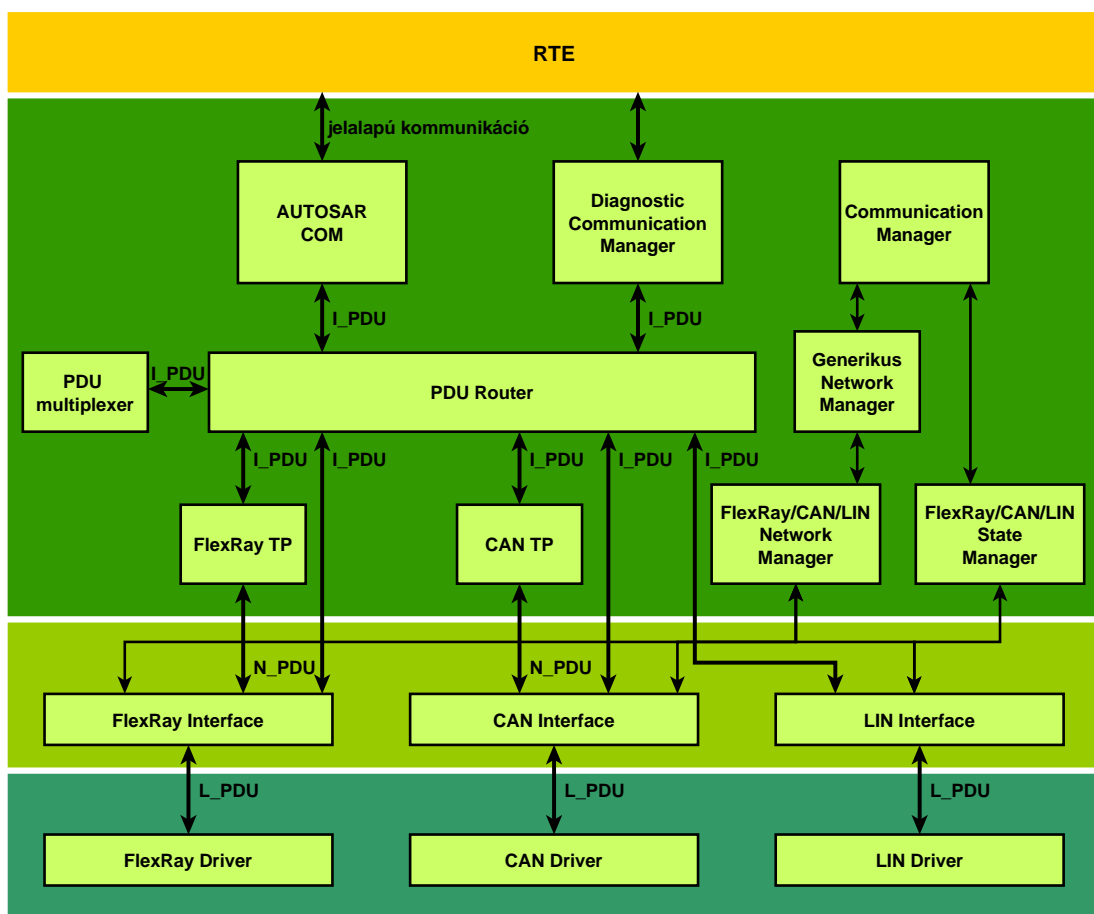 RTE
jelalapú kommunikáció
AUTOSAR
COM
Diagnostic
Communication
Manager
Communication
Manager
I_PDU
I_PDU
PDU
multiplexer
I_PDU
PDU Router
Generikus
Network
Manager
I_PDU
I_PDU
I_PDU
I_PDU
I_PDU
FlexRay TP
CAN TP
FlexRay/CAN/LIN
Network
Manager
FlexRay/CAN/LIN
State
Manager
N_PDU
N_PDU
FlexRay Interface
CAN Interface
LIN Interface
L_PDU
L_PDU
L_PDU
FlexRay Driver
CAN Driver
LIN Driver